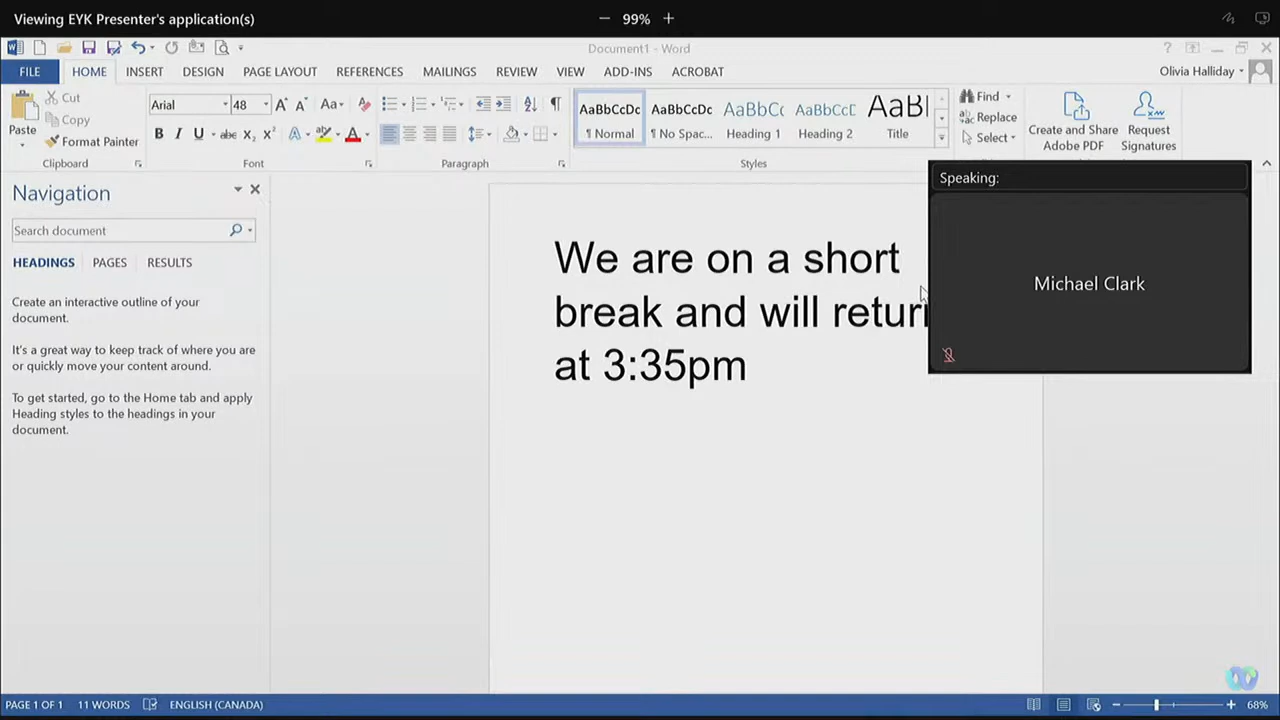 Viewing EYK Presenter's application(s)
99%
Document1 - Word
FILE HOME INSERT DESIGN PAGE LAYOUT REFERENCES MAILINGS REVIEW VIEW ADD-INS ACROBAT
Olivia Halliday
Paste
Cut
Copy
Format Painter
Clipboard
Arial 48
Font
Paragraph
AaBbCcDc AaBbCcDc AaBbC( AaBbCcD AaBl
¶ Normal ¶ No Spac... Heading 1 Heading 2 Title
Styles
Find
Replace
Select
Create and Share
Adobe PDF
Request
Signatures
Navigation
Search document
HEADINGS PAGES RESULTS
Create an interactive outline of your
document.
It's a great way to keep track of where you are
or quickly move your content around.
To get started, go to the Home tab and apply
Heading styles to the headings in your
document.
We are on a short
break and will return
at 3:35pm
Speaking:
Michael Clark
PAGE 1 OF 1 11 WORDS ENGLISH (CANADA)
68%